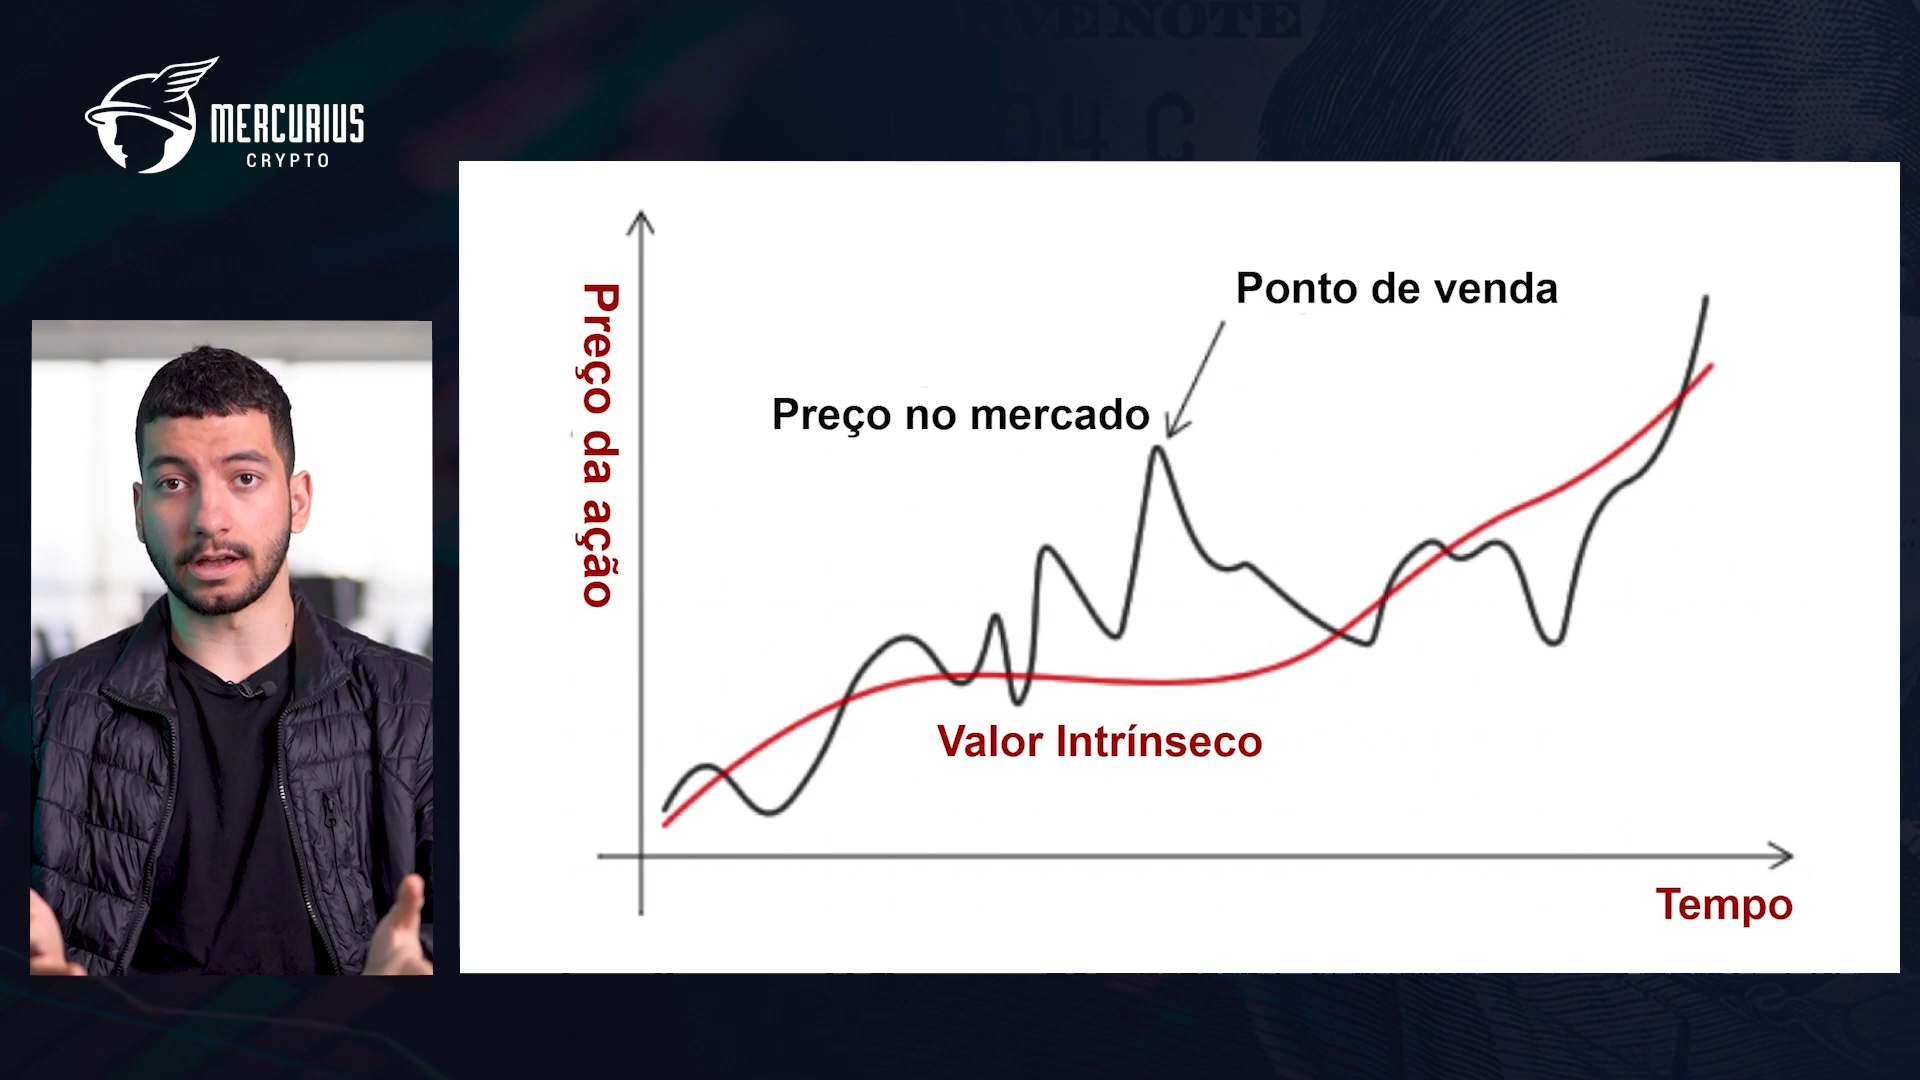 MERCURIUS
CRYPTO
Ponto de venda
Preço da ação
Preço no mercado
Valor Intrínseco
Tempo